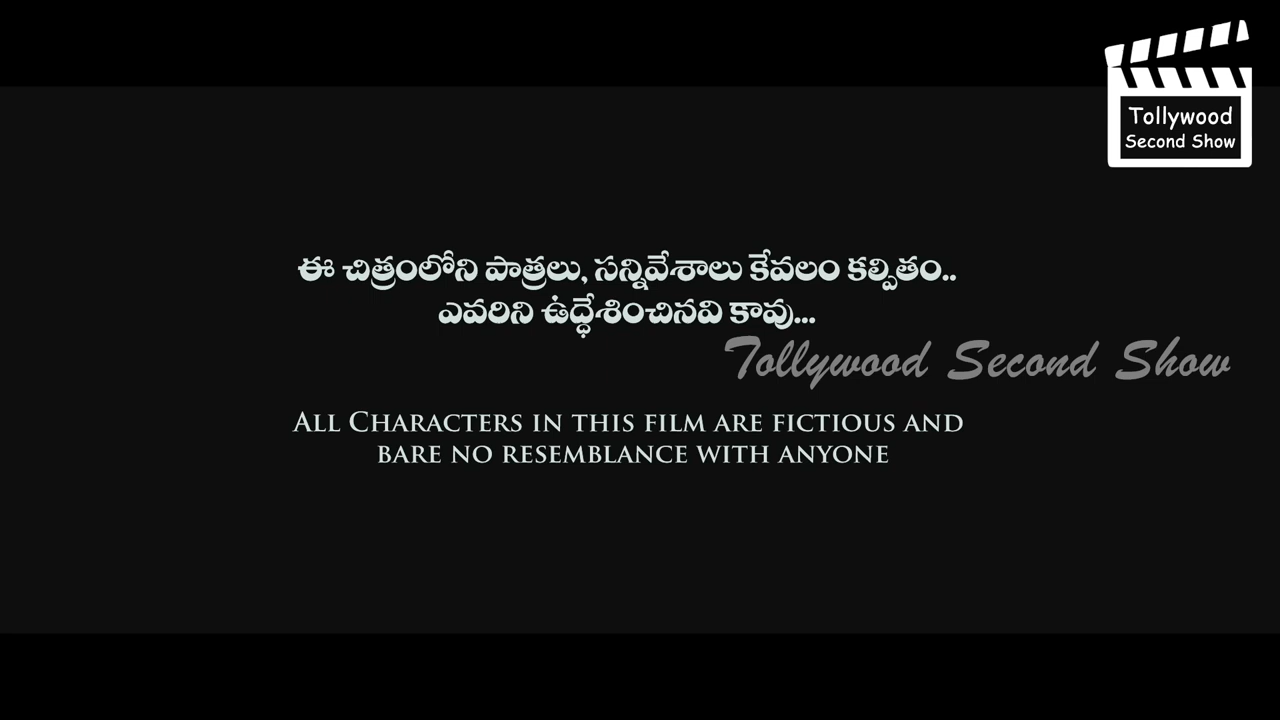 Tollywood
Second Show
ఈ చిత్రంలోని పాత్రలు, సన్నివేశాలు కేవలం కల్పితం..
ఎవరిని ఉద్ధేశించినవి కావు...
Tollywood Second Show
ALL CHARACTERS IN THIS FILM ARE FICTIOUS AND
BARE NO RESEMBLANCE WITH ANYONE